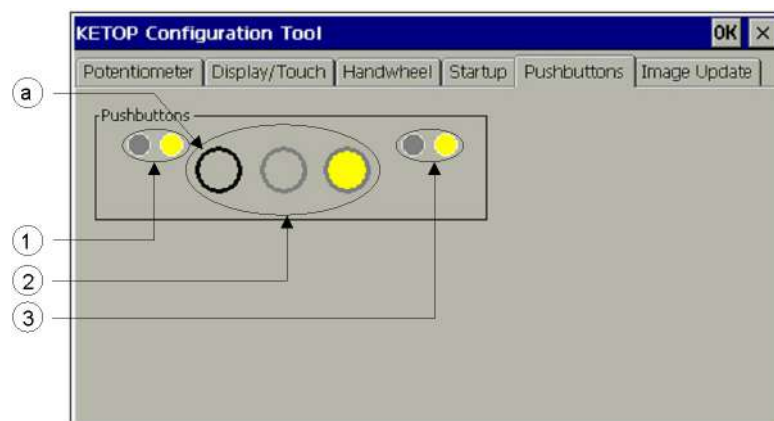 KETOP Configuration Tool OK ×
Potentiometer Display/Touch Handwheel Startup Pushbuttons Image Update
a
Pushbuttons
1
2
3